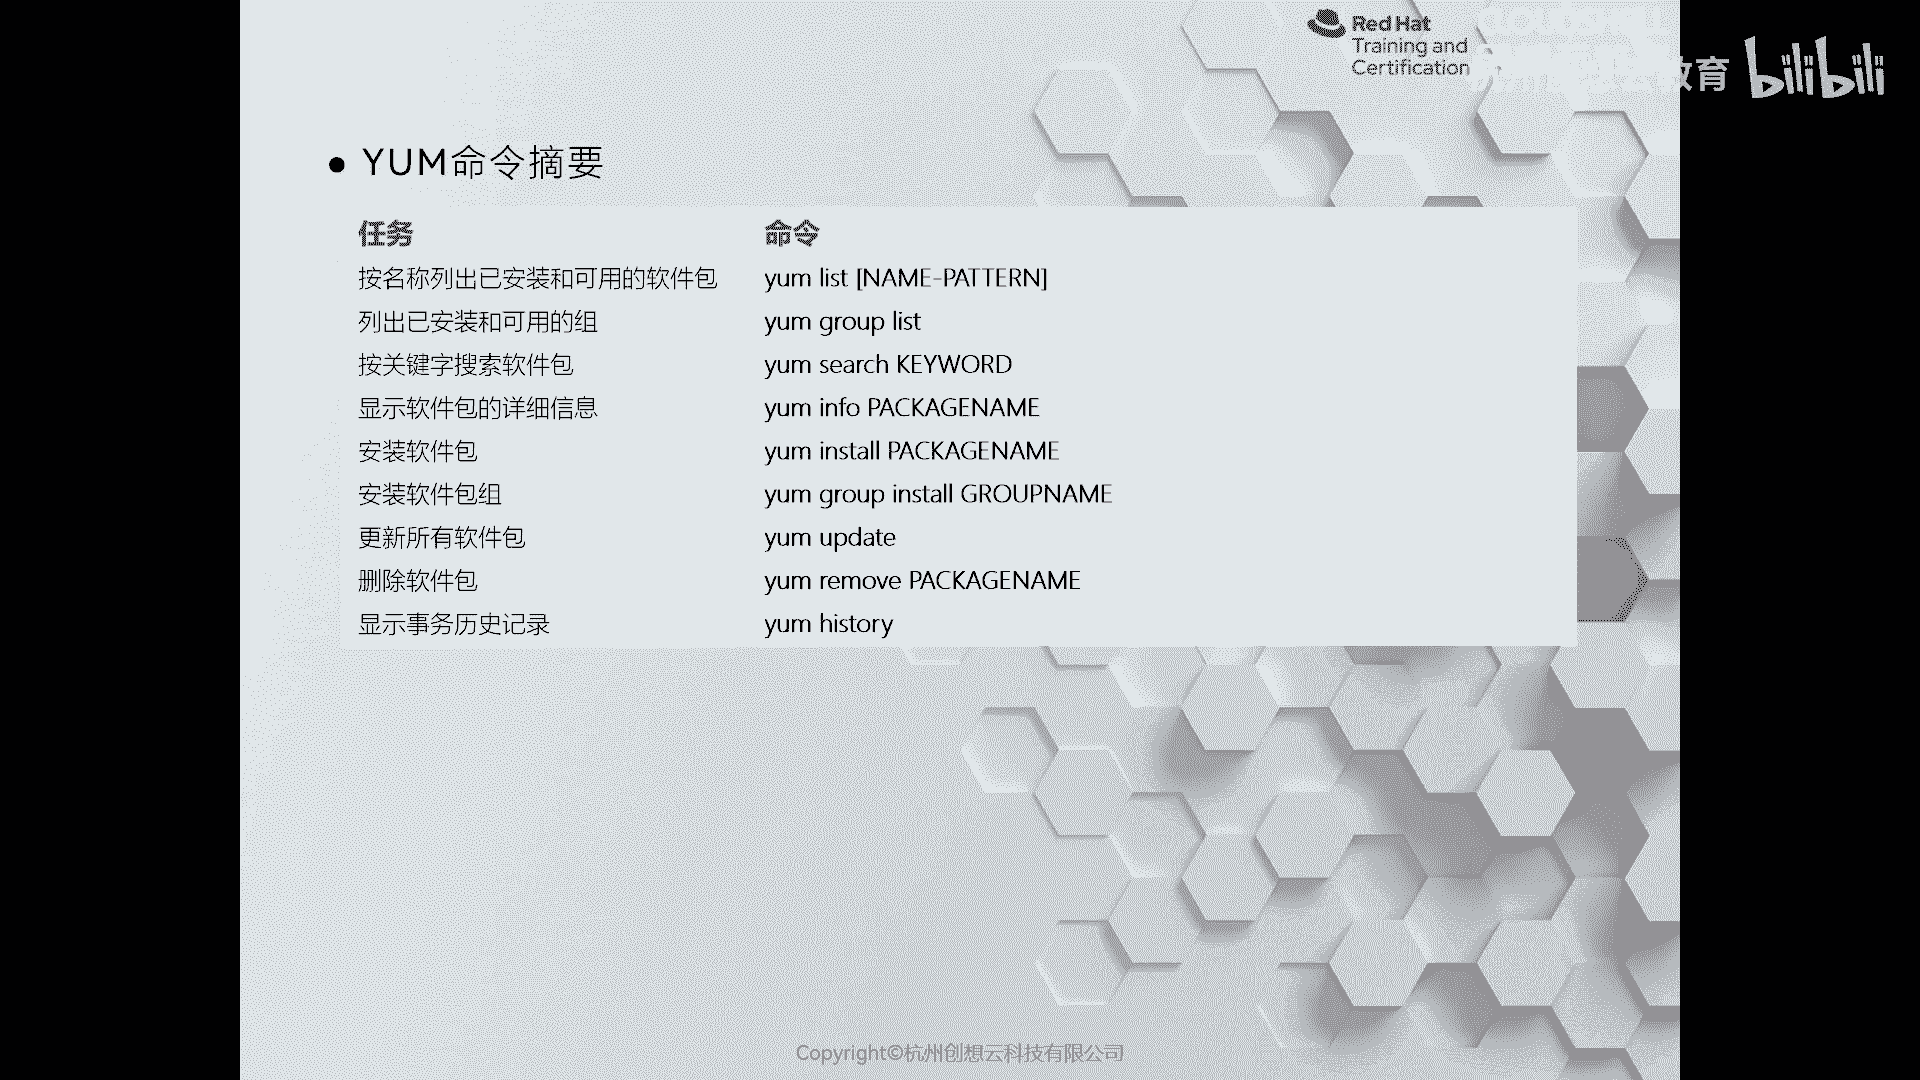 Red Hat
Training and
Certification
教育 bilibili
● YUM命令摘要
任务 命令
按名称列出已安装和可用的软件包 yum list [NAME-PATTERN]
列出已安装和可用的组 yum group list
按关键字搜索软件包 yum search KEYWORD
显示软件包的详细信息 yum info PACKAGENAME
安装软件包 yum install PACKAGENAME
安装软件包组 yum group install GROUPNAME
更新所有软件包 yum update
删除软件包 yum remove PACKAGENAME
显示事务历史记录 yum history
Copyright©杭州创想云科技有限公司